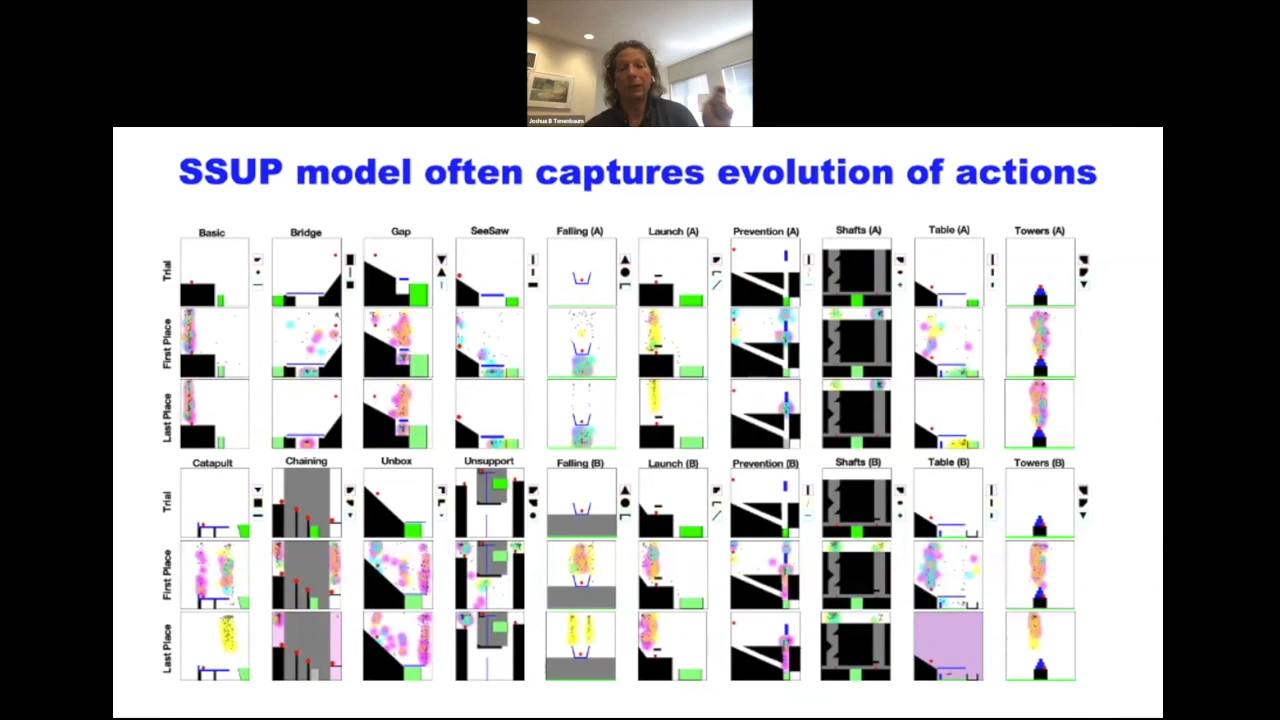 Joshua B Tenenbaum
SSUP model often captures evolution of actions
Basic Bridge Gap SeeSaw Falling (A) Launch (A) Prevention (A) Shafts (A) Table (A) Towers (A)
Trial
First Place
Last Place
Catapult Chaining Unbox Unsupport Falling (B) Launch (B) Prevention (B) Shafts (B) Table (B) Towers (B)
Trial
First Place
Last Place